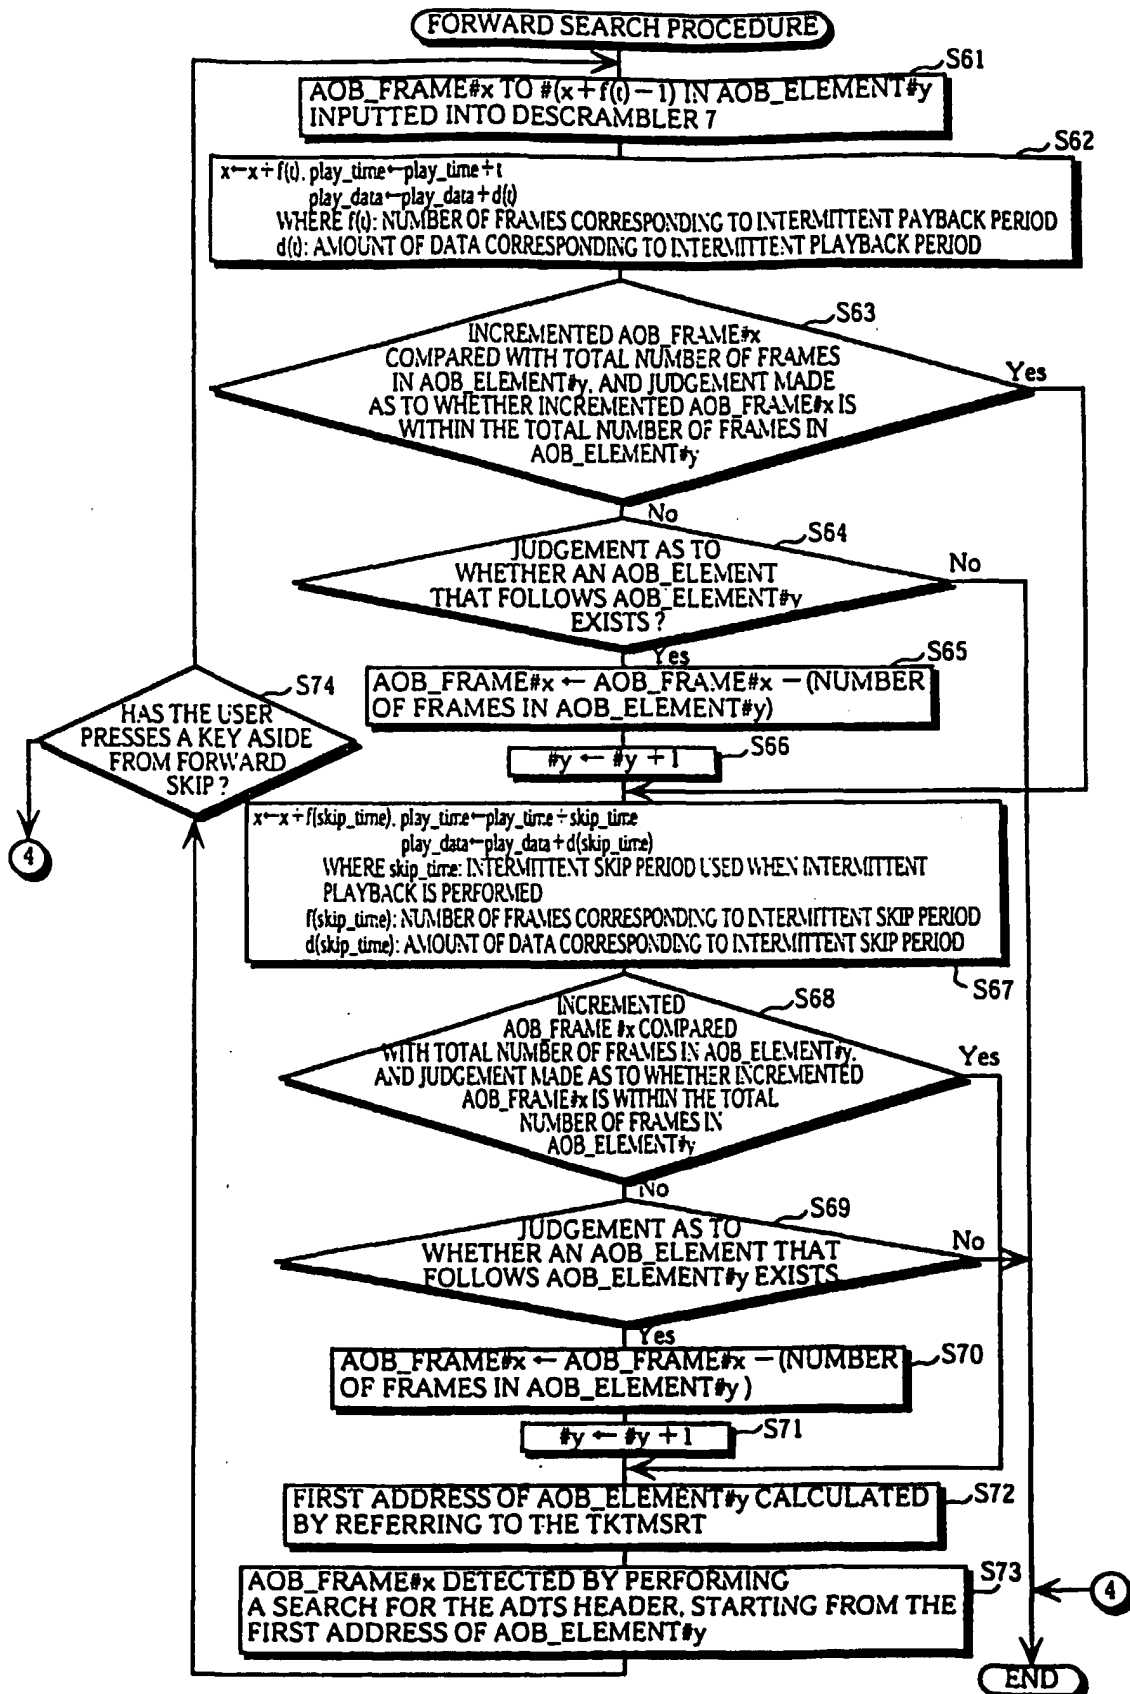 FORWARD SEARCH PROCEDURE
S61
AOB_FRAME#x TO #(x+f(t)−1) IN AOB_ELEMENT#y
INPUTTED INTO DESCRAMBLER 7
S62
x←x+f(t), play_time←play_time+t
play_data←play_data+d(t)
WHERE f(t): NUMBER OF FRAMES CORRESPONDING TO INTERMITTENT PAYBACK PERIOD
d(t): AMOUNT OF DATA CORRESPONDING TO INTERMITTENT PLAYBACK PERIOD
S63
INCREMENTED AOB_FRAME#x
COMPARED WITH TOTAL NUMBER OF FRAMES
IN AOB_ELEMENT#y, AND JUDGEMENT MADE
AS TO WHETHER INCREMENTED AOB_FRAME#x IS
WITHIN THE TOTAL NUMBER OF FRAMES IN
AOB_ELEMENT#y
Yes
No
S64
JUDGEMENT AS TO
WHETHER AN AOB_ELEMENT
THAT FOLLOWS AOB_ELEMENT#y
EXISTS ?
No
Yes
S65
AOB_FRAME#x ← AOB_FRAME#x − (NUMBER
OF FRAMES IN AOB_ELEMENT#y)
S66
#y ← #y + 1
S74
HAS THE USER
PRESSES A KEY ASIDE
FROM FORWARD
SKIP ?
4
x←x+f(skip_time), play_time←play_time+skip_time
play_data←play_data+d(skip_time)
WHERE skip_time: INTERMITTENT SKIP PERIOD USED WHEN INTERMITTENT
PLAYBACK IS PERFORMED
f(skip_time): NUMBER OF FRAMES CORRESPONDING TO INTERMITTENT SKIP PERIOD
d(skip_time): AMOUNT OF DATA CORRESPONDING TO INTERMITTENT SKIP PERIOD
S67
S68
INCREMENTED
AOB_FRAME #x COMPARED
WITH TOTAL NUMBER OF FRAMES IN AOB_ELEMENT#y,
AND JUDGEMENT MADE AS TO WHETHER INCREMENTED
AOB_FRAME#x IS WITHIN THE TOTAL
NUMBER OF FRAMES IN
AOB_ELEMENT#y
Yes
No
S69
JUDGEMENT AS TO
WHETHER AN AOB_ELEMENT THAT
FOLLOWS AOB_ELEMENT#y EXISTS
No
Yes
S70
AOB_FRAME#x ← AOB_FRAME#x − (NUMBER
OF FRAMES IN AOB_ELEMENT#y )
S71
#y ← #y + 1
S72
FIRST ADDRESS OF AOB_ELEMENT#y CALCULATED
BY REFERRING TO THE TKTMSRT
S73
AOB_FRAME#x DETECTED BY PERFORMING
A SEARCH FOR THE ADTS HEADER, STARTING FROM THE
FIRST ADDRESS OF AOB_ELEMENT#y
4
END